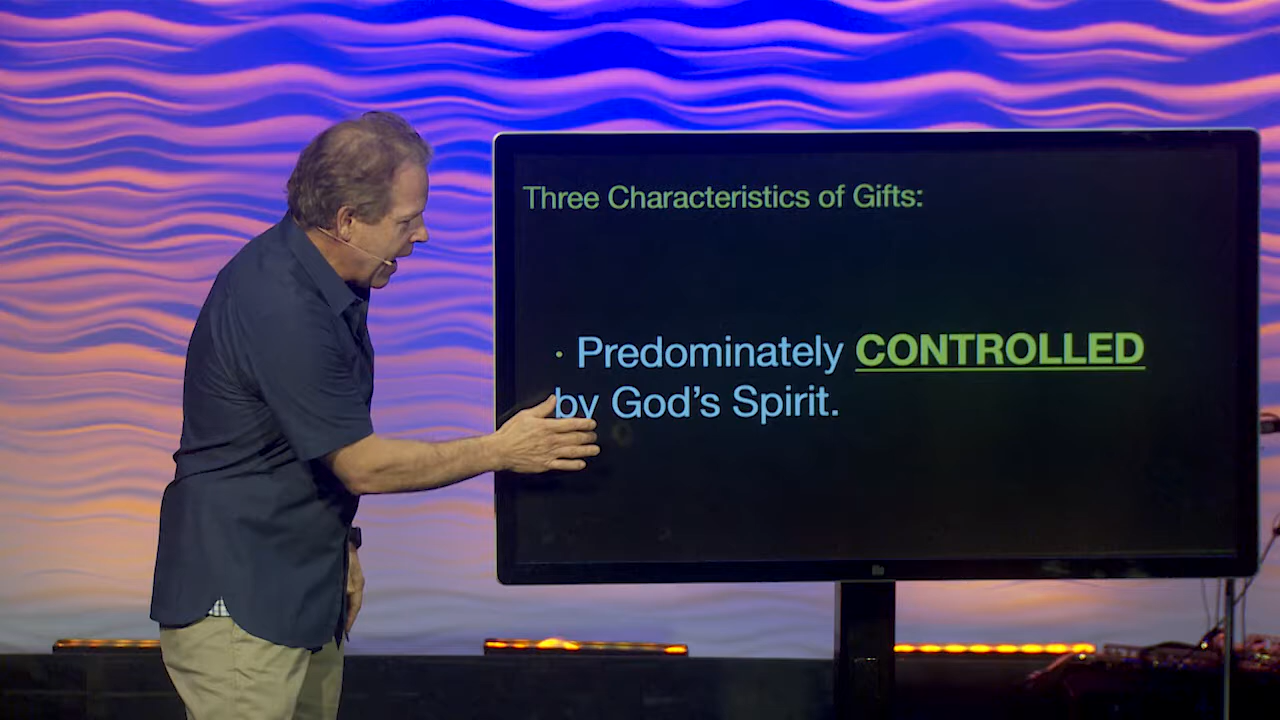 Three Characteristics of Gifts:
· Predominately CONTROLLED
by God's Spirit.